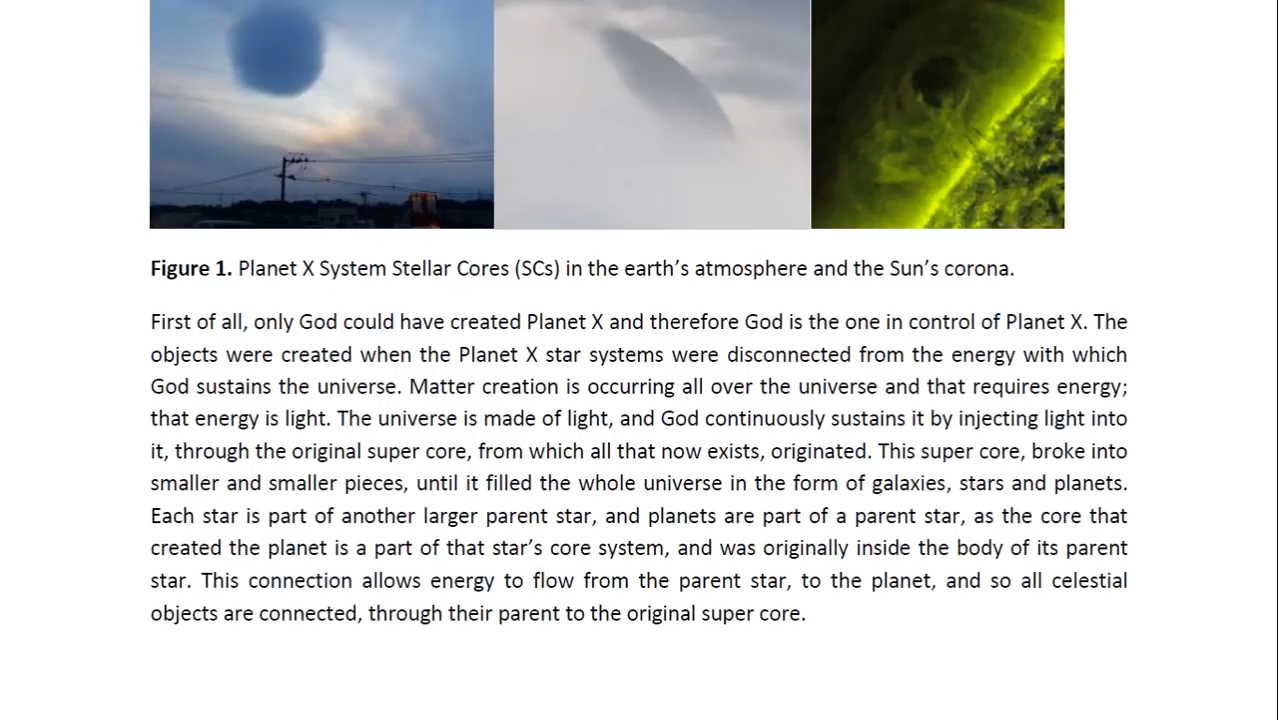 Figure 1. Planet X System Stellar Cores (SCs) in the earth’s atmosphere and the Sun’s corona.
First of all, only God could have created Planet X and therefore God is the one in control of Planet X. The
objects were created when the Planet X star systems were disconnected from the energy with which
God sustains the universe. Matter creation is occurring all over the universe and that requires energy;
that energy is light. The universe is made of light, and God continuously sustains it by injecting light into
it, through the original super core, from which all that now exists, originated. This super core, broke into
smaller and smaller pieces, until it filled the whole universe in the form of galaxies, stars and planets.
Each star is part of another larger parent star, and planets are part of a parent star, as the core that
created the planet is a part of that star’s core system, and was originally inside the body of its parent
star. This connection allows energy to flow from the parent star, to the planet, and so all celestial
objects are connected, through their parent to the original super core.